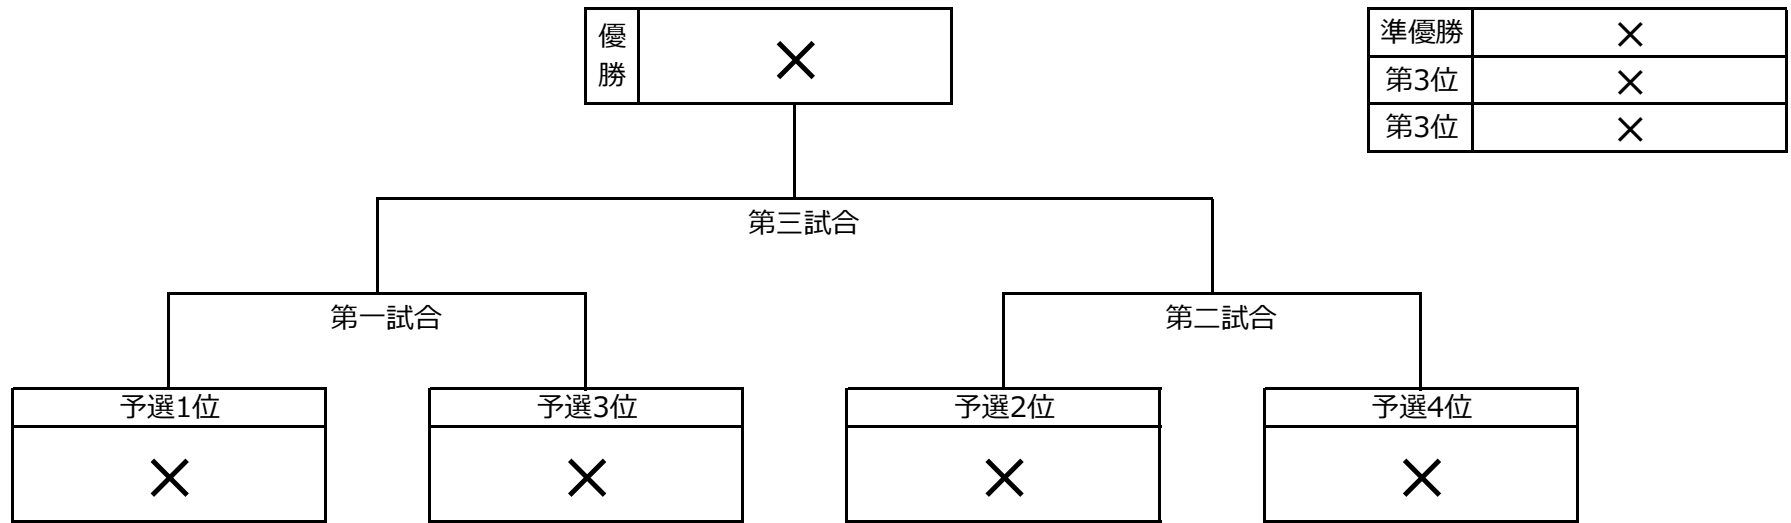 優勝 ×
準優勝 ×
第3位 ×
第3位 ×
第三試合
第一試合
第二試合
予選1位
×
予選3位
×
予選2位
×
予選4位
×